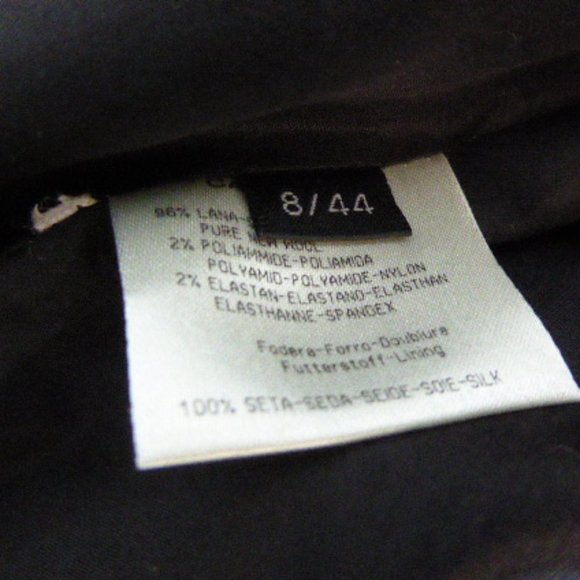 8/44
96% LANA-
PURE NEW WOOL
2% POLIAMMIDE-POLIAMIDA
POLYAMID-POLYAMIDE-NYLON
2% ELASTAN-ELASTANO-ELASTHAN
ELASTHANNE-SPANDEX
Fodera-Forro-Doublure
Futterstoff-Lining
100% SETA-SEDA-SEIDE-SOIE-SILK